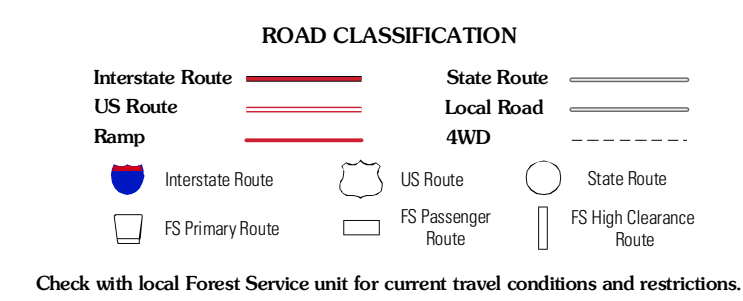 ROAD CLASSIFICATION
Interstate Route
State Route
US Route
Local Road
Ramp
4WD
Interstate Route
US Route
State Route
FS Primary Route
FS Passenger
Route
FS High Clearance
Route
Check with local Forest Service unit for current travel conditions and restrictions.